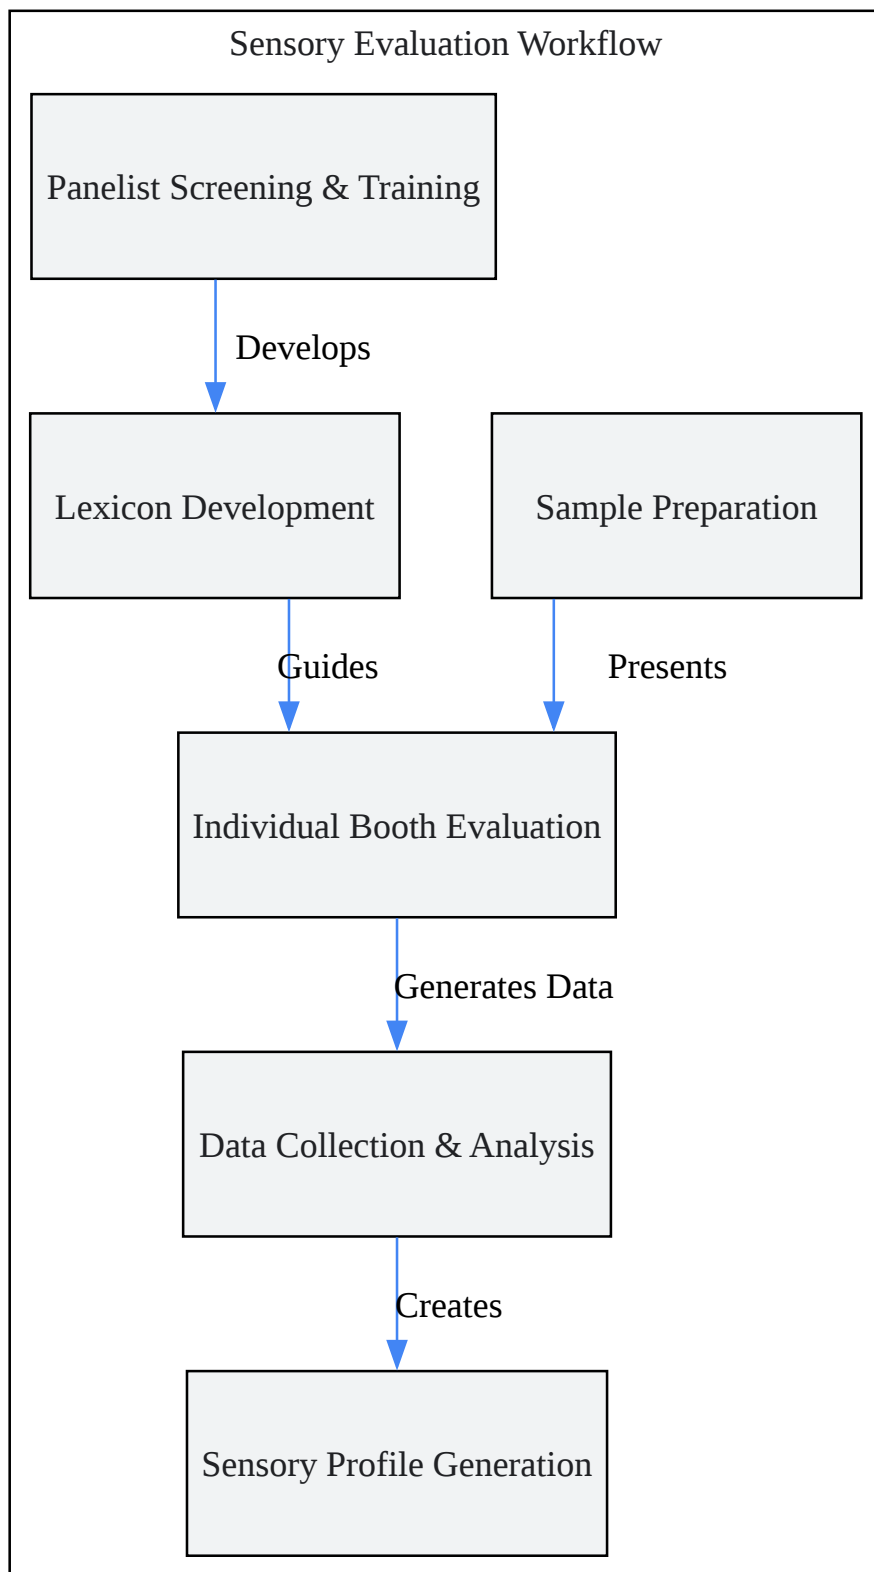 Sensory Evaluation Workflow
Panelist Screening & Training
Develops
Lexicon Development
Sample Preparation
Guides
Presents
Individual Booth Evaluation
Generates Data
Data Collection & Analysis
Creates
Sensory Profile Generation